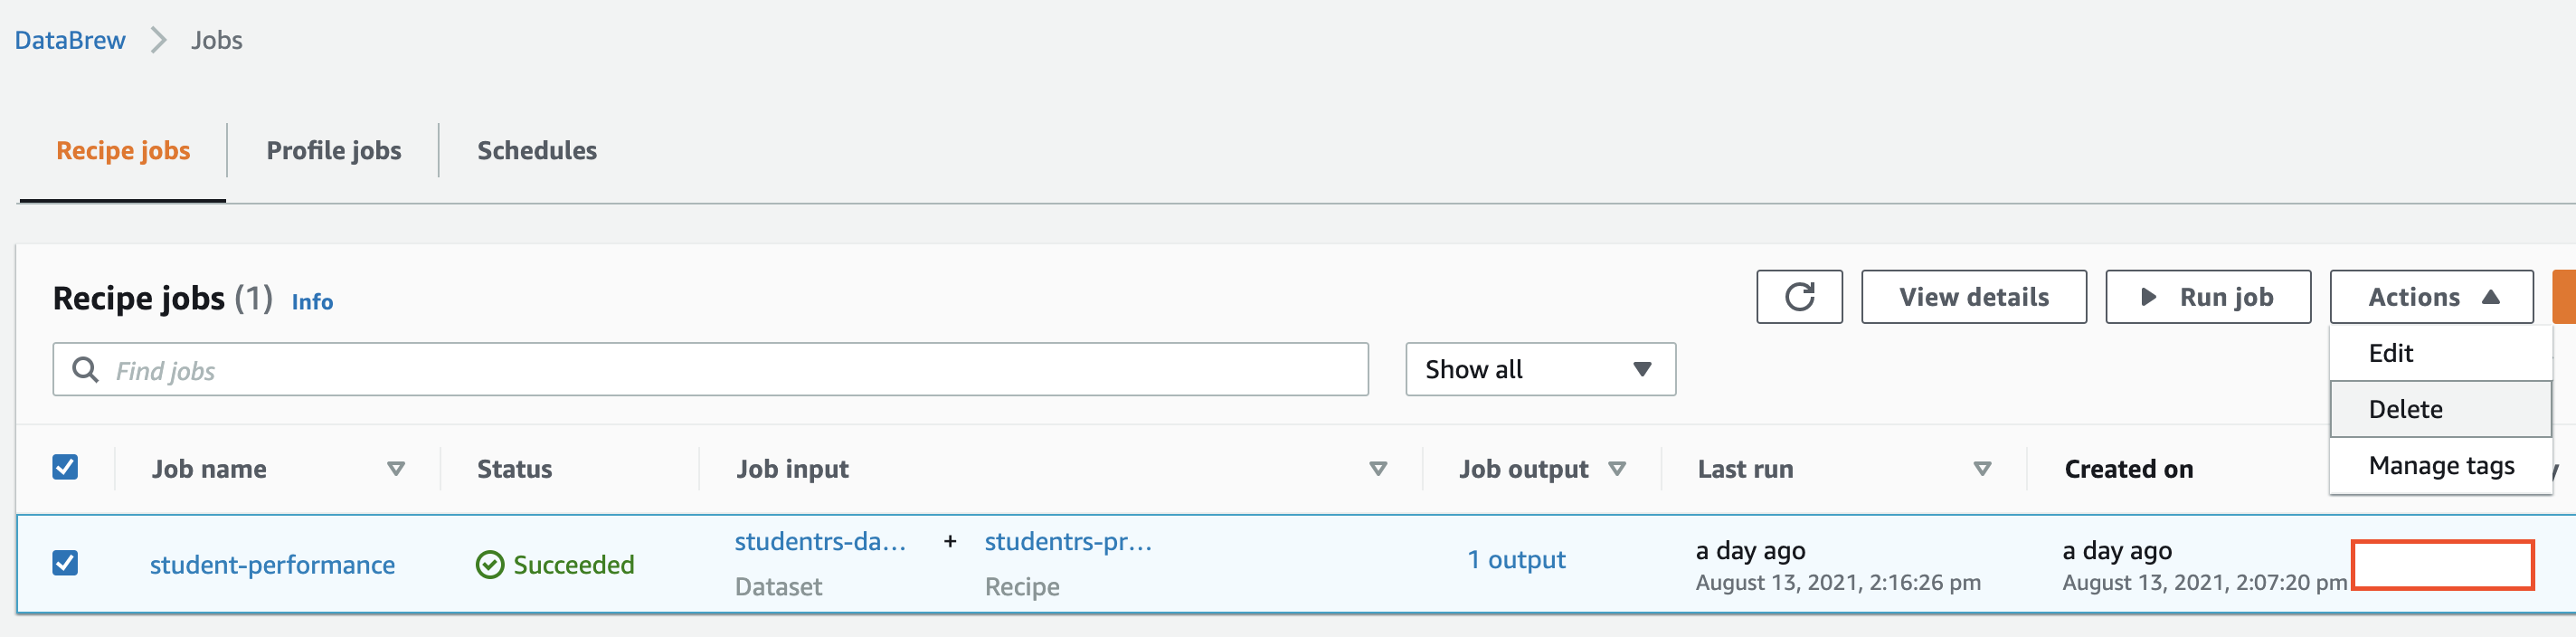 DataBrew > Jobs
Recipe jobs Profile jobs Schedules
Recipe jobs (1) Info
View details Run job Actions
Find jobs Show all
Edit
Delete
Manage tags
Job name Status Job input Job output Last run Created on
student-performance Succeeded studentrs-da... + studentrs-pr... 1 output a day ago a day ago
Dataset Recipe August 13, 2021, 2:16:26 pm August 13, 2021, 2:07:20 pm